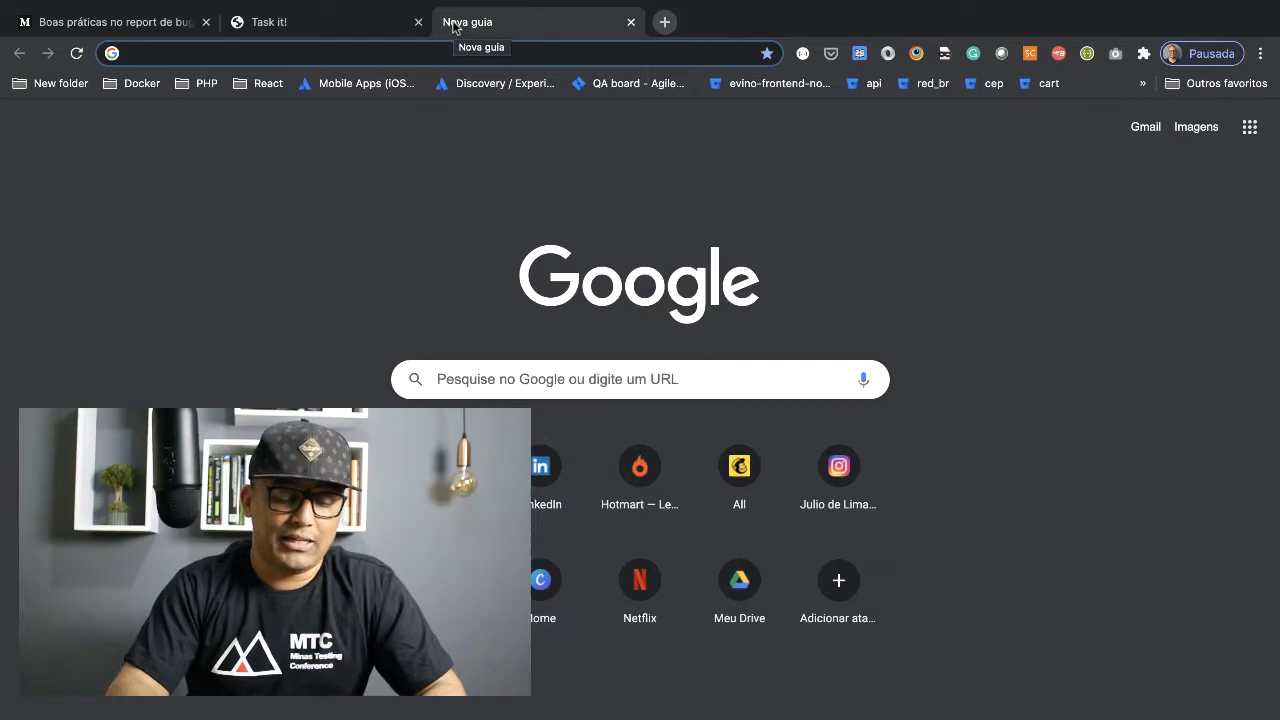 M Boas práticas no report de bug
Task it!
Nova guia
Nova guia
Pausada
New folder
Docker
PHP
React
Mobile Apps (iOS...
Discovery / Experi...
QA board - Agile...
evino-frontend-no...
api
red_br
cep
cart
»
Outros favoritos
Gmail
Imagens
Google
Pesquise no Google ou digite um URL
nkedIn
Hotmart — Le...
All
Julio de Lima...
Home
Netflix
Meu Drive
Adicionar ata...
MTC
Minas Testing
Conference